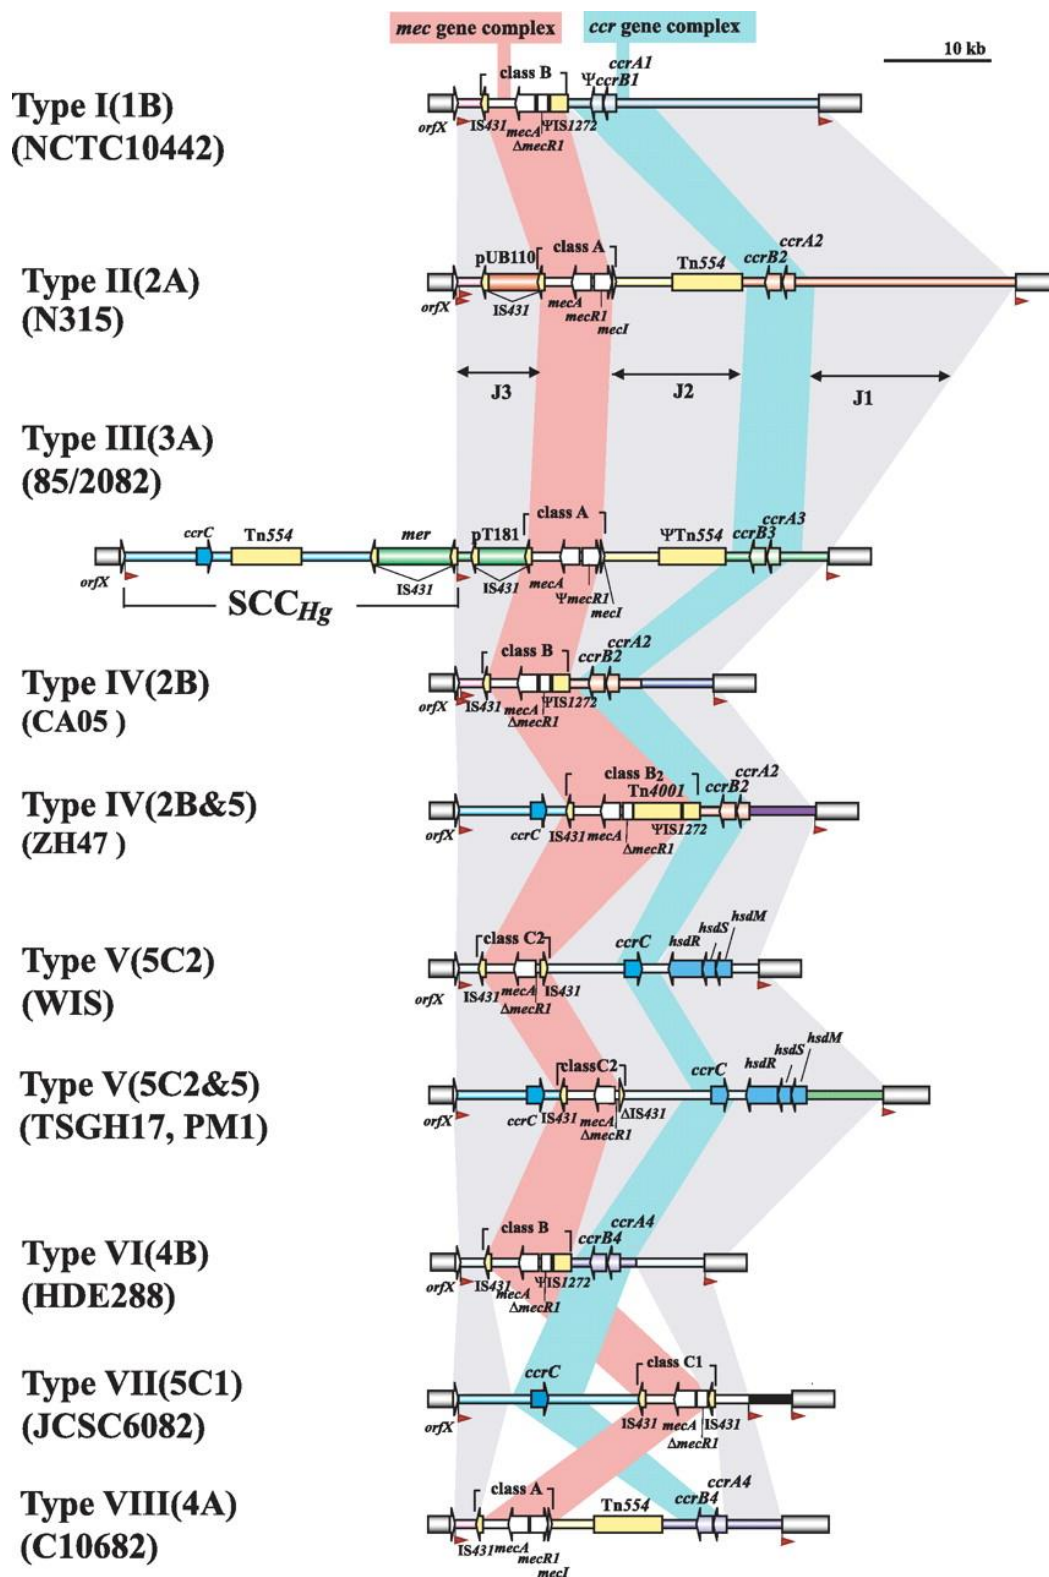 mec gene complex
ccr gene complex
10 kb
Type I(1B)
(NCTC10442)
class B
ccrA1
ΨccrB1
orfX
IS431
mecA
ΨIS1272
ΔmecR1
Type II(2A)
(N315)
pUB110
class A
Tn554
ccrB2
ccrA2
orfX
IS431
mecA
mecR1
mecI
J3
J2
J1
Type III(3A)
(85/2082)
ccrC
Tn554
mer
pT181
class A
ΨTn554
ccrB3
ccrA3
orfX
IS431
IS431
mecA
ΨmecR1
mecI
SCCHg
Type IV(2B)
(CA05 )
class B
ccrB2
ccrA2
orfX
IS431
mecA
ΨIS1272
ΔmecR1
Type IV(2B&5)
(ZH47 )
class B2
Tn4001
ccrB2
ccrA2
orfX
ccrC
IS431
mecA
ΨIS1272
ΔmecR1
Type V(5C2)
(WIS)
class C2
ccrC
hsdR
hsdS
hsdM
orfX
IS431
mecA
IS431
ΔmecR1
Type V(5C2&5)
(TSGH17, PM1)
classC2
ccrC
hsdR
hsdS
hsdM
orfX
ccrC
IS431
mecA
ΔIS431
ΔmecR1
Type VI(4B)
(HDE288)
class B
ccrB4
ccrA4
orfX
IS431
mecA
ΨIS1272
ΔmecR1
Type VII(5C1)
(JCSC6082)
ccrC
class C1
orfX
IS431
mecA
IS431
ΔmecR1
Type VIII(4A)
(C10682)
class A
Tn554
ccrB4
ccrA4
orfX
IS431
mecA
mecR1
mecI